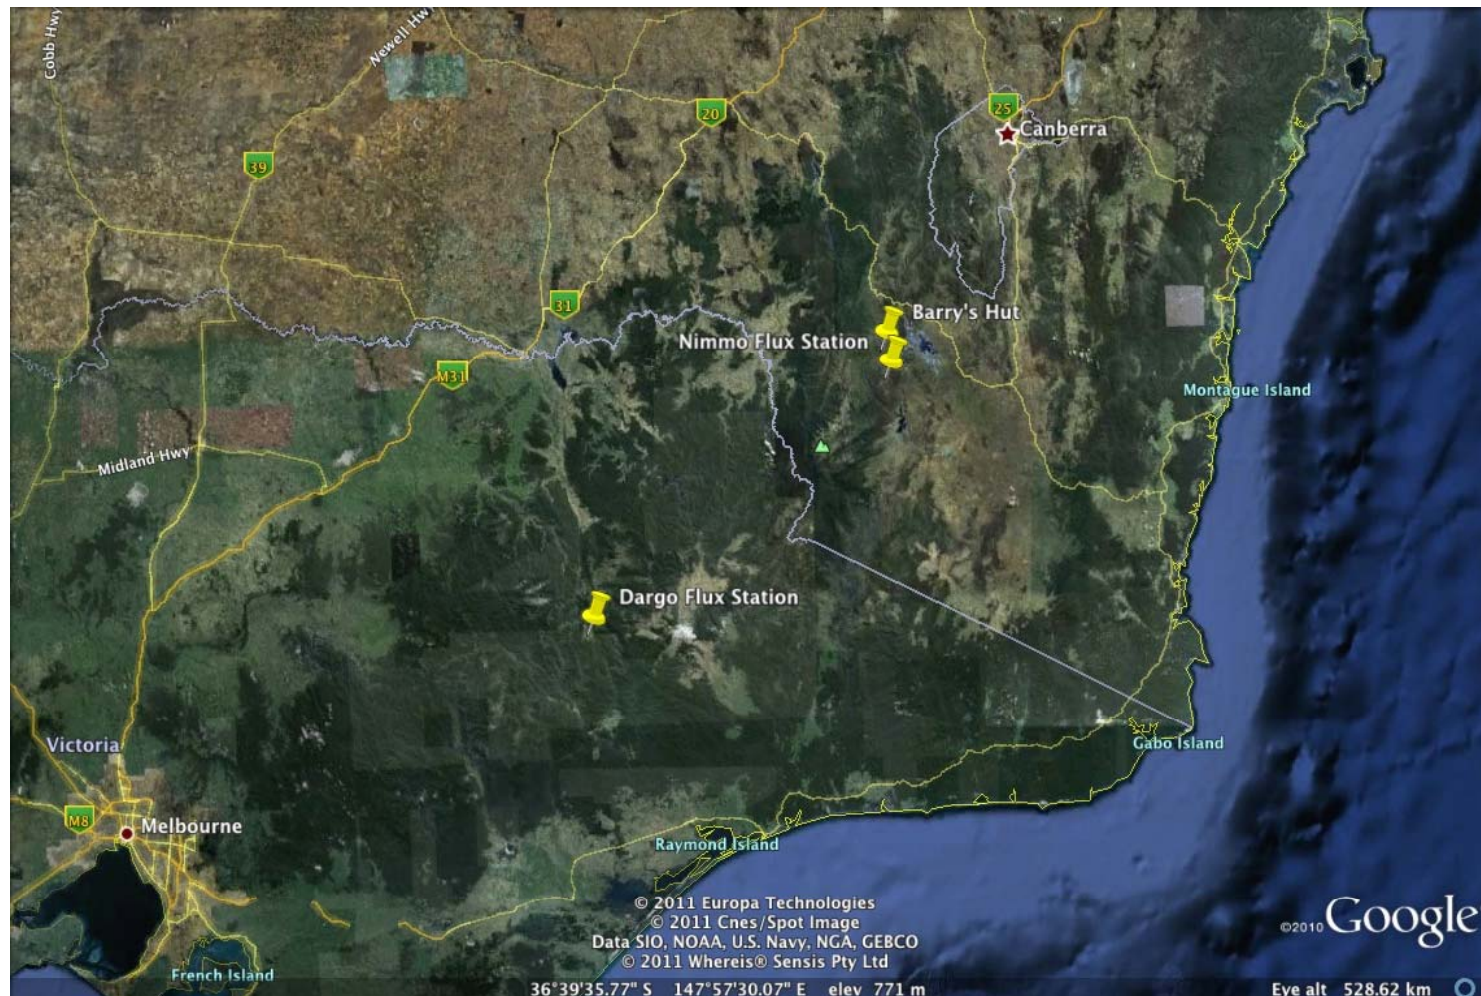 Cobb Hwy
Newell Hwy
20
25
Canberra
39
31
Barry's Hut
Nimmo Flux Station
M31
Montague Island
Midland Hwy
Dargo Flux Station
Victoria
Gabo Island
M8
Melbourne
Raymond Island
© 2011 Europa Technologies
© 2011 Cnes/Spot Image
Data SIO, NOAA, U.S. Navy, NGA, GEBCO
© 2011 Whereis® Sensis Pty Ltd
©2010 Google
French Island
36°39'35.77" S 147°57'30.07" E elev 771 m
Eye alt 528.62 km